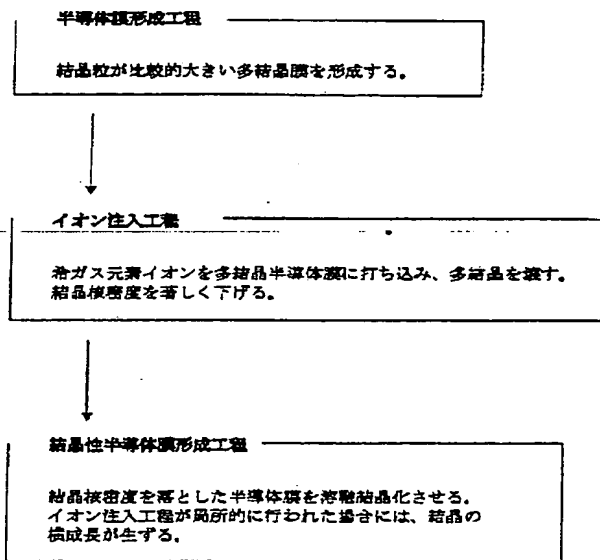 半導体膜形成工程
結晶粒が比較的大きい多結晶膜を形成する。
イオン注入工程
希ガス元素イオンを多結晶半導体膜に打ち込み、多結晶を壊す。
結晶核密度を著しく下げる。
結晶性半導体膜形成工程
結晶核密度を落とした半導体膜を溶融結晶化させる。
イオン注入工程が局所的に行われた場合には、結晶の
横成長が生ずる。